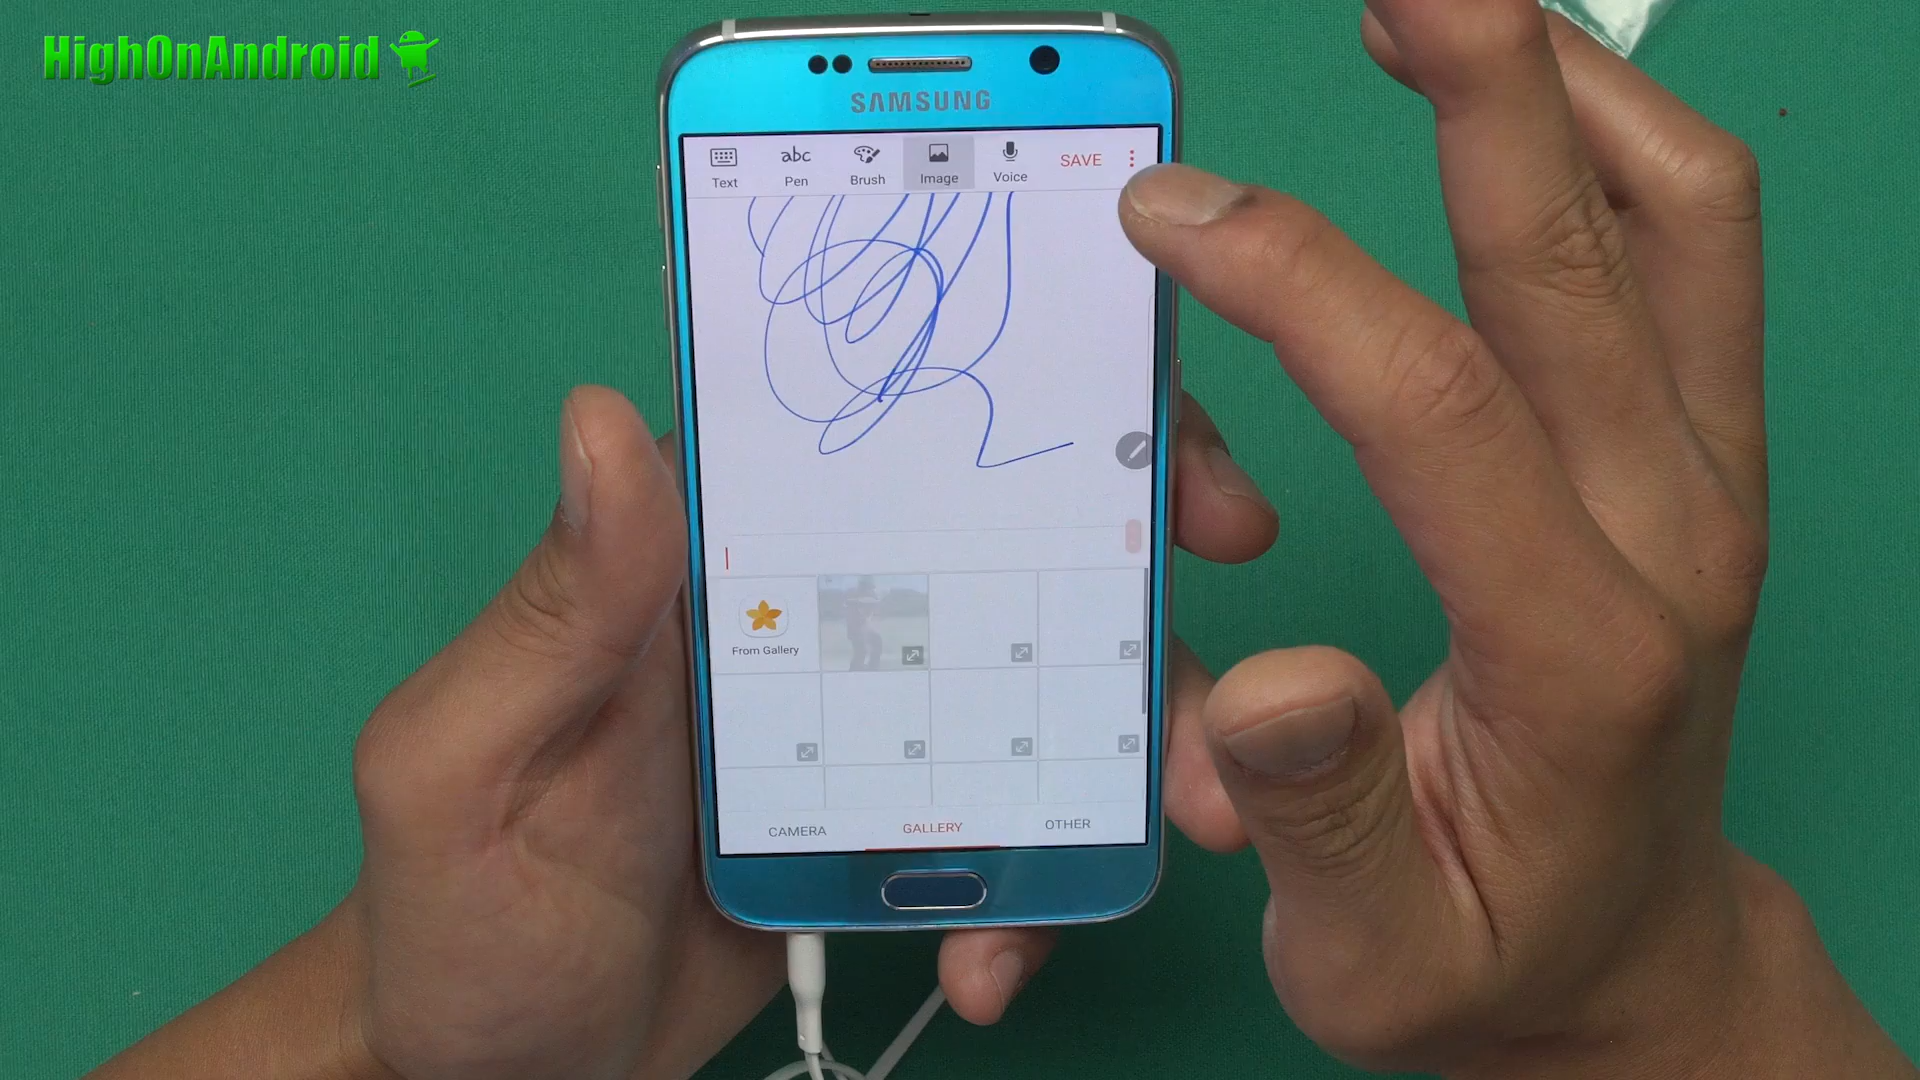 HighOnAndroid
SAMSUNG
Text
abc
Pen
Brush
Image
Voice
SAVE
From Gallery
CAMERA
GALLERY
OTHER